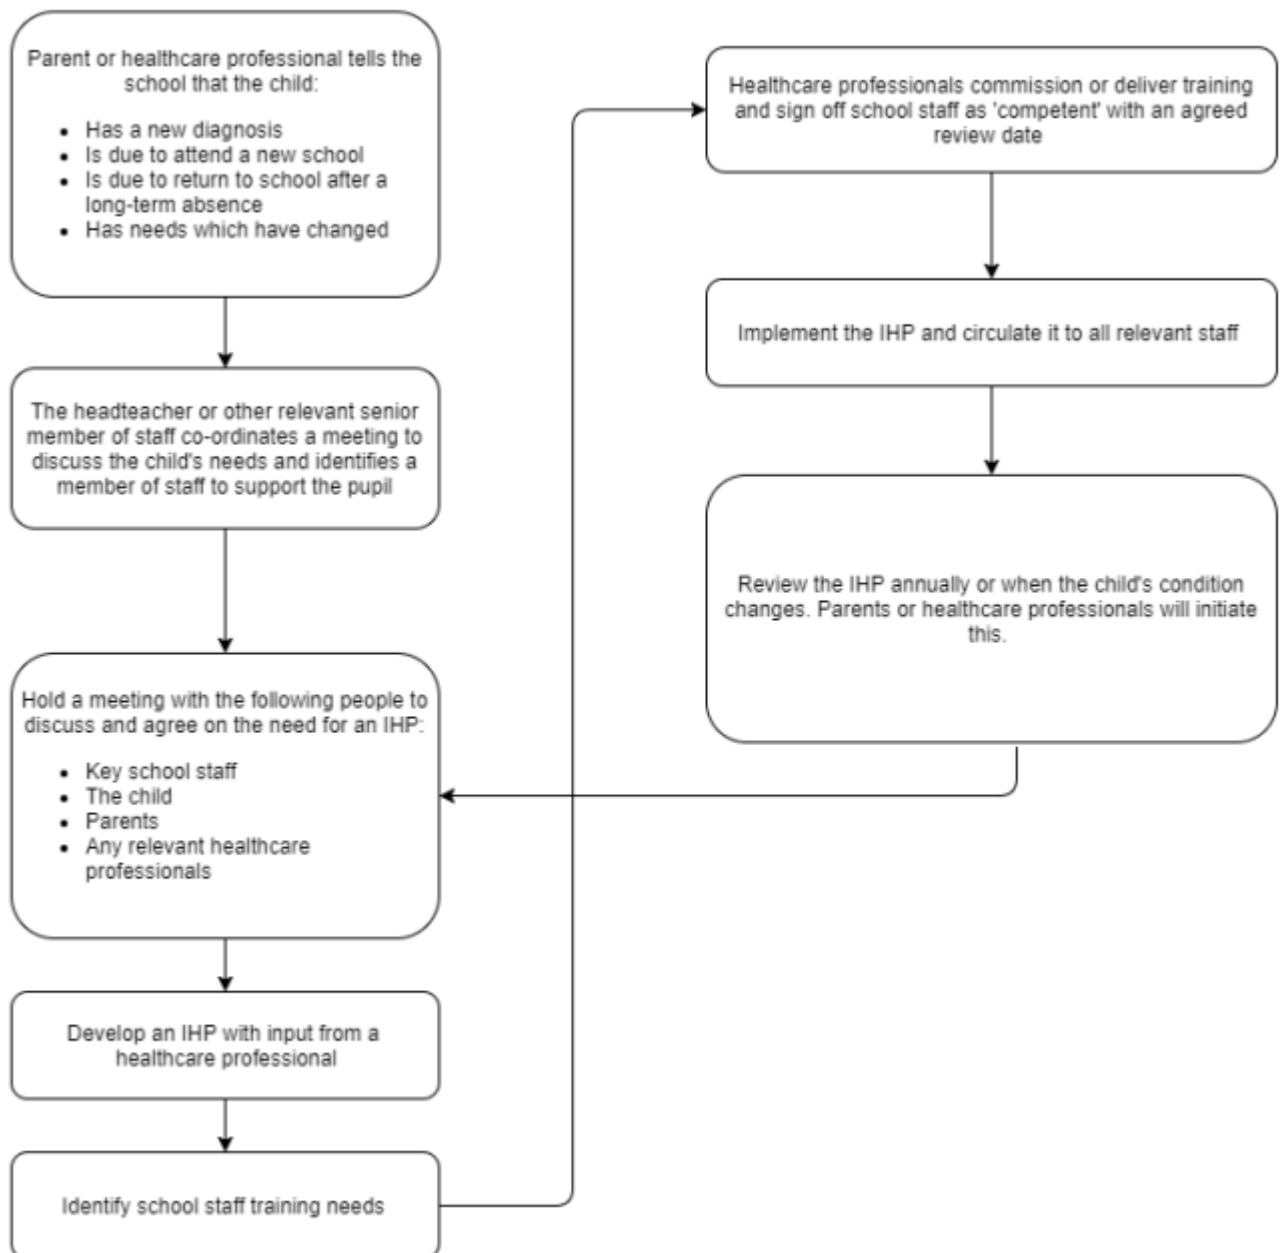 Parent or healthcare professional tells the
school that the child:
• Has a new diagnosis
• Is due to attend a new school
• Is due to return to school after a
long-term absence
• Has needs which have changed
The headteacher or other relevant senior
member of staff co-ordinates a meeting to
discuss the child's needs and identifies a
member of staff to support the pupil
Hold a meeting with the following people to
discuss and agree on the need for an IHP:
• Key school staff
• The child
• Parents
• Any relevant healthcare
professionals
Develop an IHP with input from a
healthcare professional
Identify school staff training needs
Healthcare professionals commission or deliver training
and sign off school staff as 'competent' with an agreed
review date
Implement the IHP and circulate it to all relevant staff
Review the IHP annually or when the child's condition
changes. Parents or healthcare professionals will initiate
this.